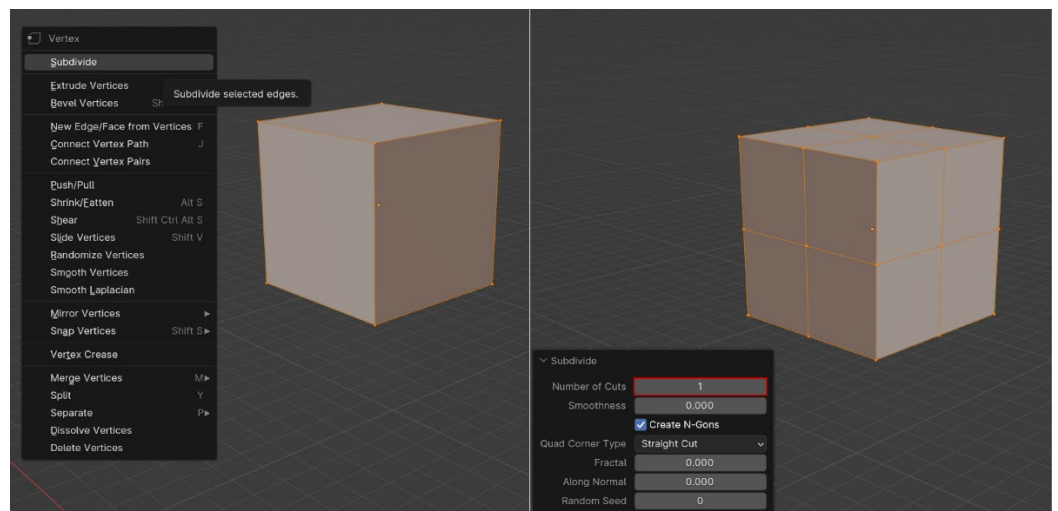 Vertex
Subdivide
Extrude Vertices
Subdivide selected edges.
Bevel Vertices Sh
New Edge/Face from Vertices F
Connect Vertex Path J
Connect Vertex Pairs
Push/Pull
Shrink/Fatten Alt S
Shear Shift Ctrl Alt S
Slide Vertices Shift V
Randomize Vertices
Smooth Vertices
Smooth Laplacian
Mirror Vertices
Snap Vertices Shift S
Vertex Crease
Merge Vertices M
Split Y
Separate P
Dissolve Vertices
Delete Vertices
Subdivide
Number of Cuts 1
Smoothness 0.000
Create N-Gons
Quad Corner Type Straight Cut
Fractal 0.000
Along Normal 0.000
Random Seed 0